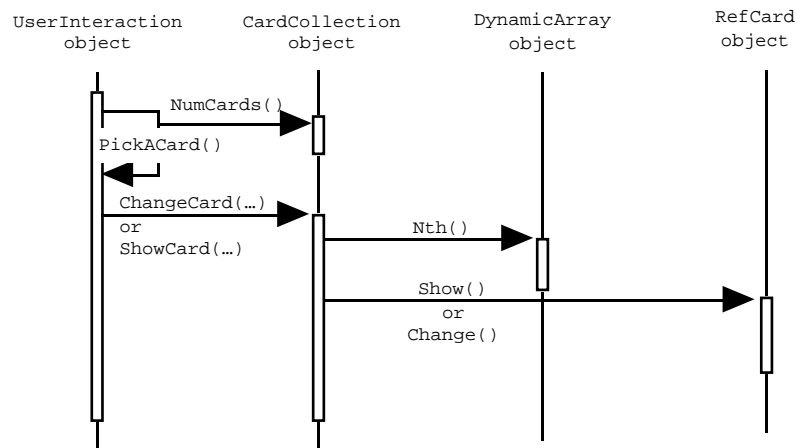 UserInteraction
object
CardCollection
object
DynamicArray
object
RefCard
object
NumCards()
PickACard()
ChangeCard(…)
or
ShowCard(…)
Nth()
Show()
or
Change()